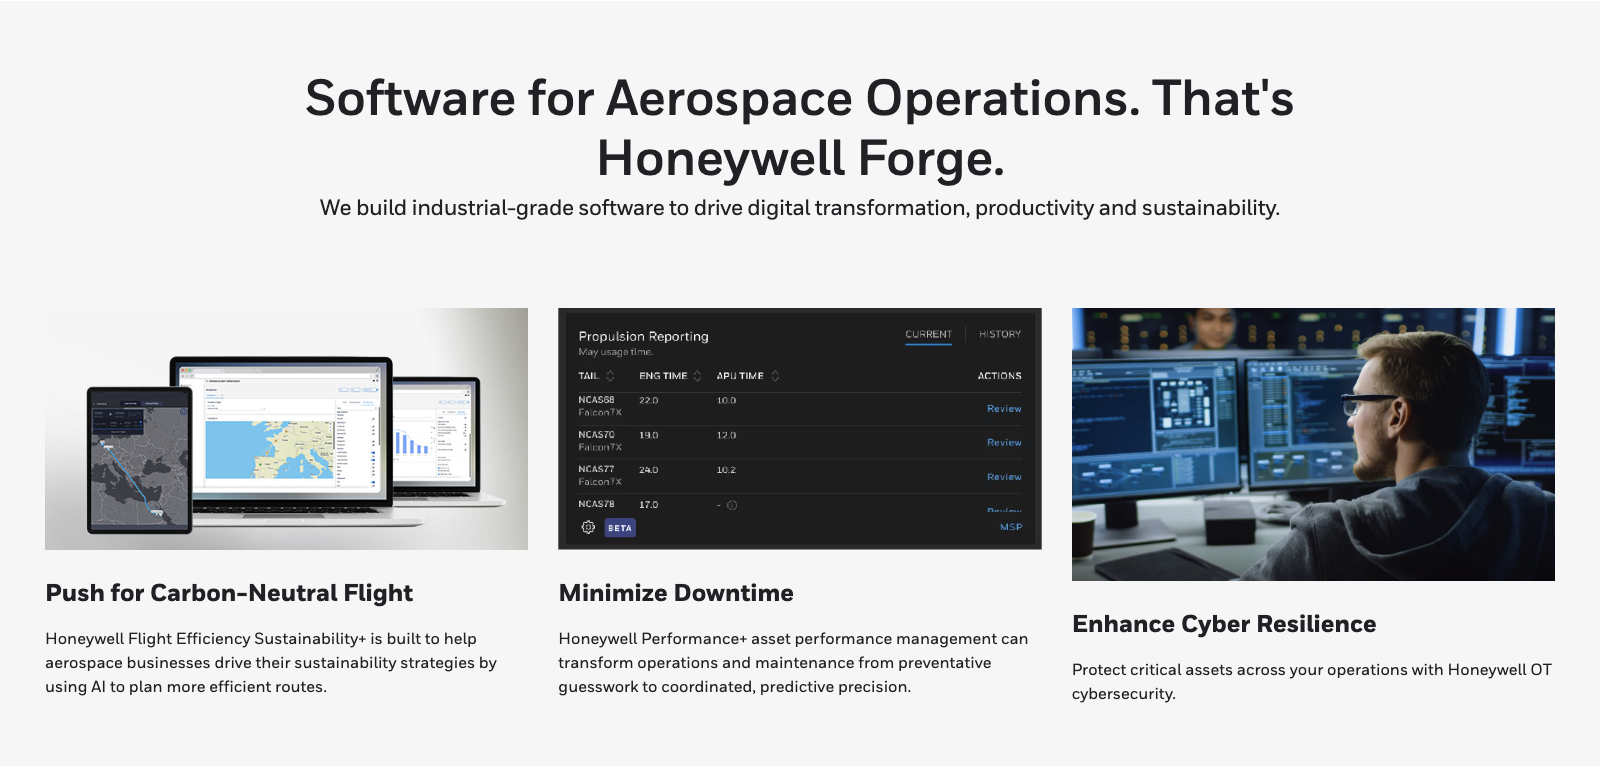 Software for Aerospace Operations. That's
Honeywell Forge.
We build industrial-grade software to drive digital transformation, productivity and sustainability.
Propulsion Reporting
May usage time.
CURRENT
HISTORY
TAIL ENG TIME APU TIME ACTIONS
NCAS68 22.0 10.0 Review
Falcon7X
NCAS70 19.0 12.0 Review
Falcon7X
NCAS77 24.0 10.2 Review
Falcon7X
NCAS78 17.0 - Review
BETA MSP
Push for Carbon-Neutral Flight
Honeywell Flight Efficiency Sustainability+ is built to help
aerospace businesses drive their sustainability strategies by
using AI to plan more efficient routes.
Minimize Downtime
Honeywell Performance+ asset performance management can
transform operations and maintenance from preventative
guesswork to coordinated, predictive precision.
Enhance Cyber Resilience
Protect critical assets across your operations with Honeywell OT
cybersecurity.